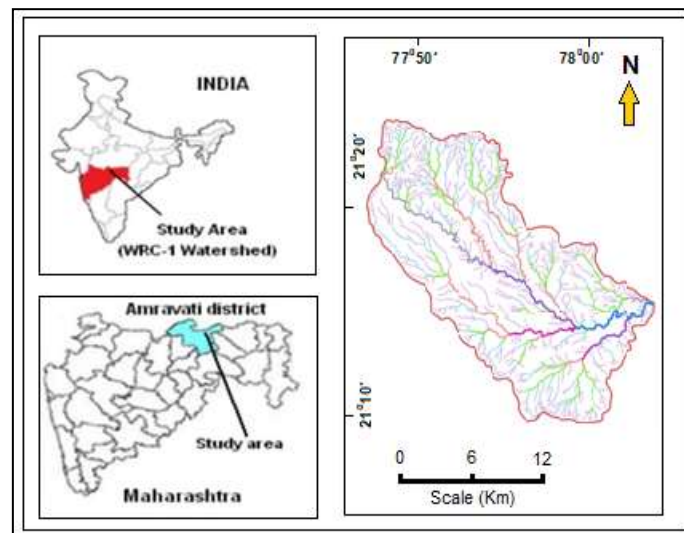 INDIA
Study Area
(WRC-1 Watershed)
Amravati district
Study area
Maharashtra
77°50'
78°00'
N
21°20'
21°10'
0 6 12
Scale (Km)